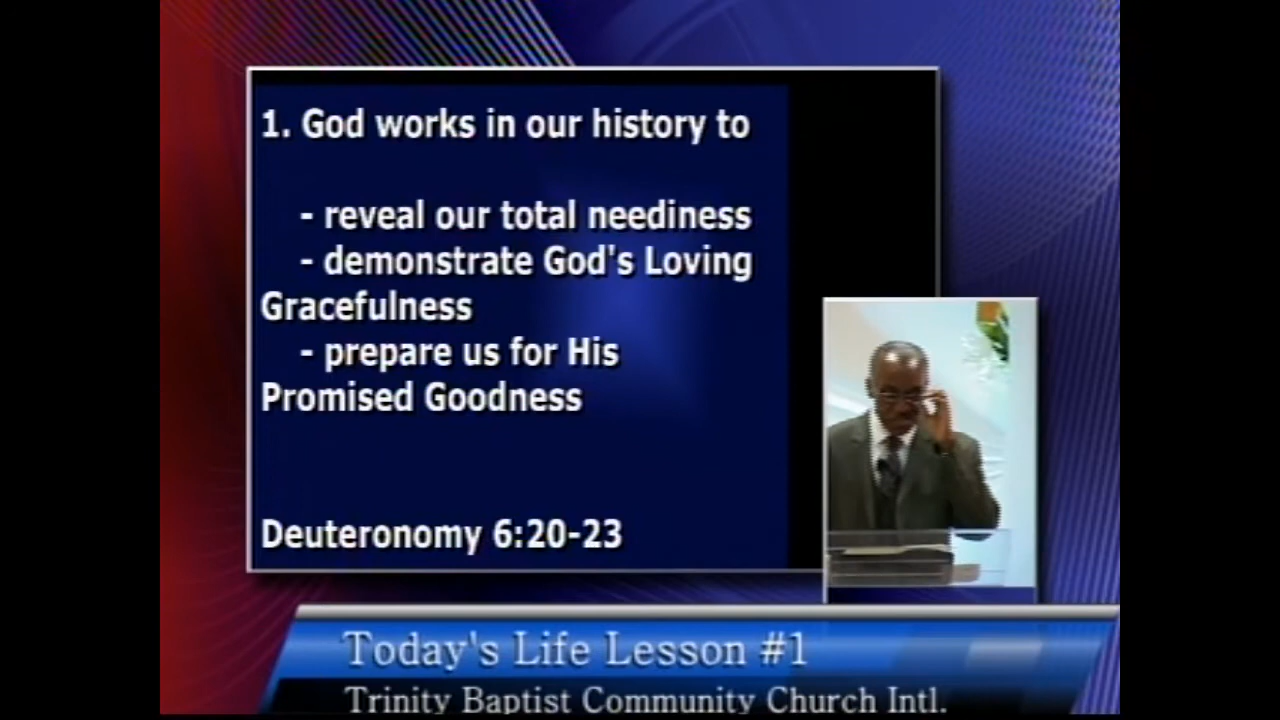 1. God works in our history to
- reveal our total neediness
- demonstrate God's Loving
Gracefulness
- prepare us for His
Promised Goodness
Deuteronomy 6:20-23
Today's Life Lesson #1
Trinity Baptist Community Church Intl.